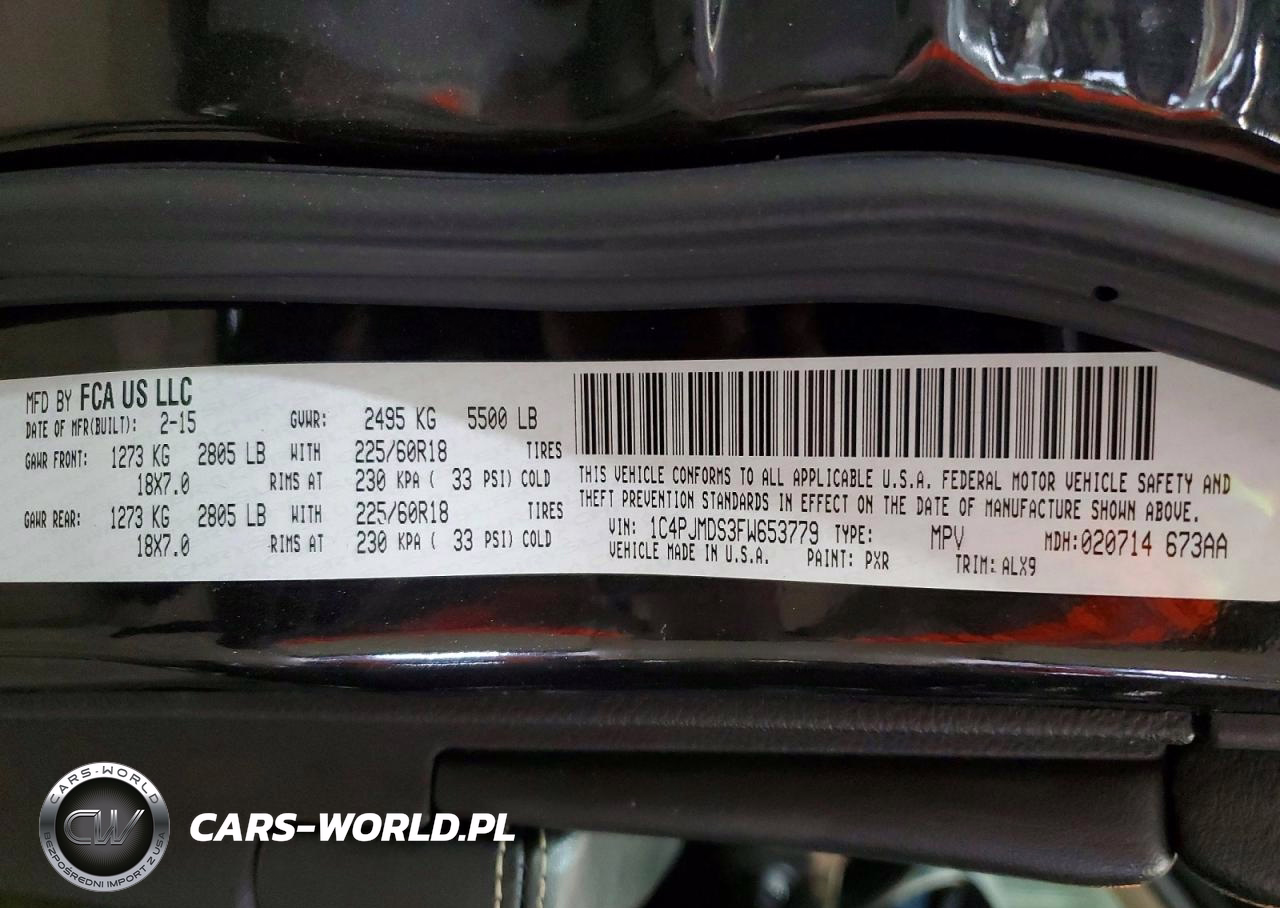 MFD BY FCA US LLC
DATE OF MFR(BUILT): 2-15 GVWR: 2495 KG 5500 LB
GAWR FRONT: 1273 KG 2805 LB WITH 225/60R18 TIRES
18X7.0 RIMS AT 230 KPA ( 33 PSI) COLD
GAWR REAR: 1273 KG 2805 LB WITH 225/60R18 TIRES
18X7.0 RIMS AT 230 KPA ( 33 PSI) COLD
THIS VEHICLE CONFORMS TO ALL APPLICABLE U.S.A. FEDERAL MOTOR VEHICLE SAFETY AND
THEFT PREVENTION STANDARDS IN EFFECT ON THE DATE OF MANUFACTURE SHOWN ABOVE.
VIN: 1C4PJMDS3FW653779 TYPE: MPV MDH:020714 673AA
VEHICLE MADE IN U.S.A. PAINT: PXR TRIM: ALX9
CARS-WORLD
CW
BEZPOŚREDNI IMPORT Z USA
CARS-WORLD.PL